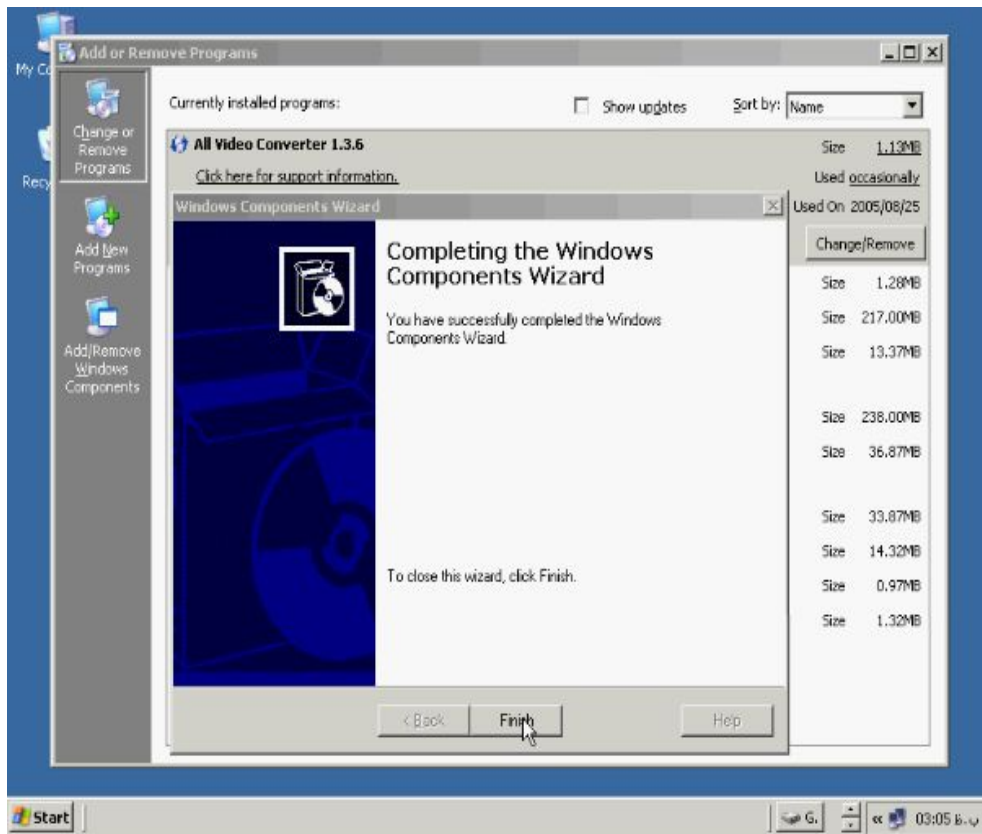 My Co
Recy
Add or Remove Programs
Change or
Remove
Programs
Add New
Programs
Add/Remove
Windows
Components
Currently installed programs:
Show updates
Sort by: Name
All Video Converter 1.3.6
Size 1.13MB
Click here for support information.
Used occasionally
Used On 2005/08/25
Change/Remove
Size 1.28MB
Size 217.00MB
Size 13.37MB
Size 238.00MB
Size 36.87MB
Size 33.87MB
Size 14.32MB
Size 0.97MB
Size 1.32MB
Windows Components Wizard
Completing the Windows
Components Wizard
You have successfully completed the Windows
Components Wizard.
To close this wizard, click Finish.
< Back
Finish
Help
Start
G.
« 03:05 ب.ظ